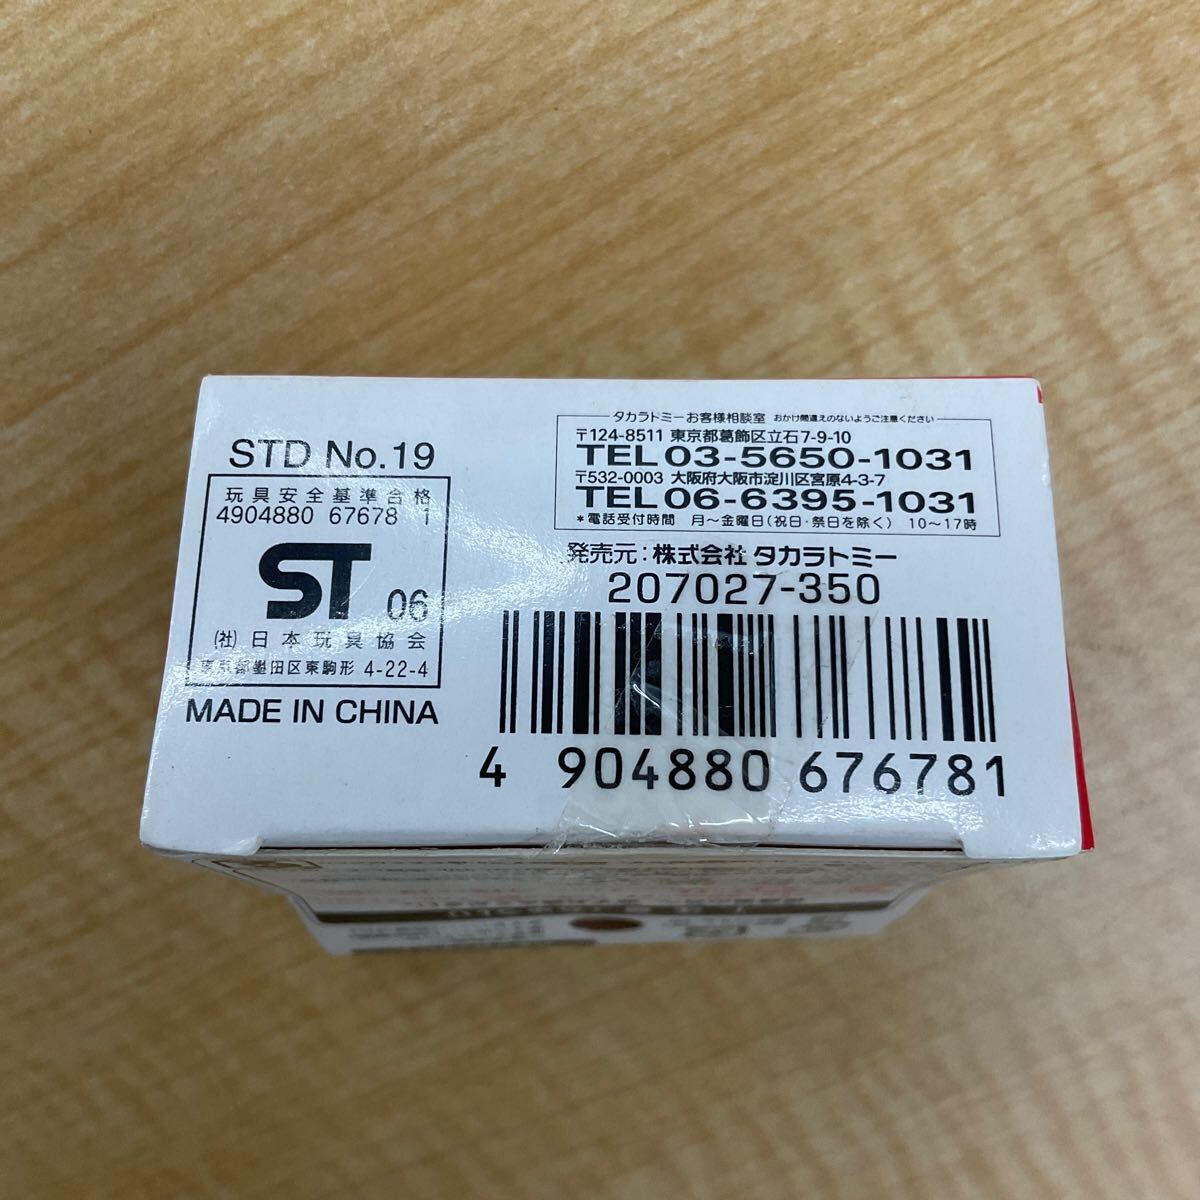 STD No.19
玩具安全基準合格
4904880 67678 1
ST 06
(社)日本玩具協会
東京都墨田区東駒形 4-22-4
MADE IN CHINA
タカラトミーお客様相談室 おかけ間違えのないようご注意ください
〒124-8511 東京都葛飾区立石7-9-10
TEL 03-5650-1031
〒532-0003 大阪府大阪市淀川区宮原4-3-7
TEL 06-6395-1031
*電話受付時間 月〜金曜日(祝日・祭日を除く) 10〜17時
発売元:株式会社 タカラトミー
207027-350
4 904880 676781